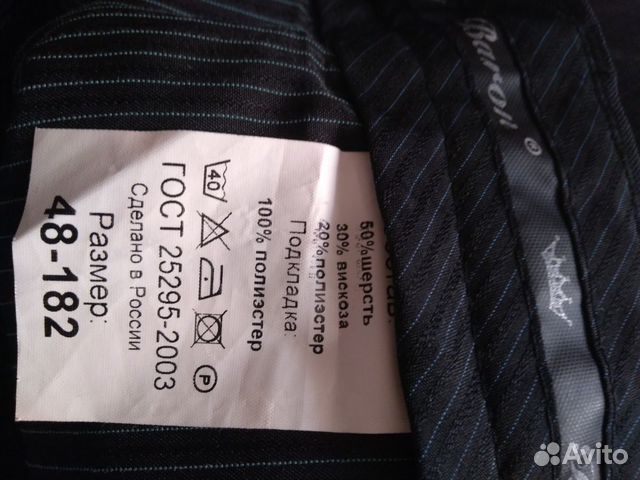 состав:
50%шерсть
30% вискоза
20%полиэстер
Подкладка:
100% полиэстер
40
P
ГОСТ 25295-2003
Сделано в России
Размер:
48-182
Baron ®
Avito